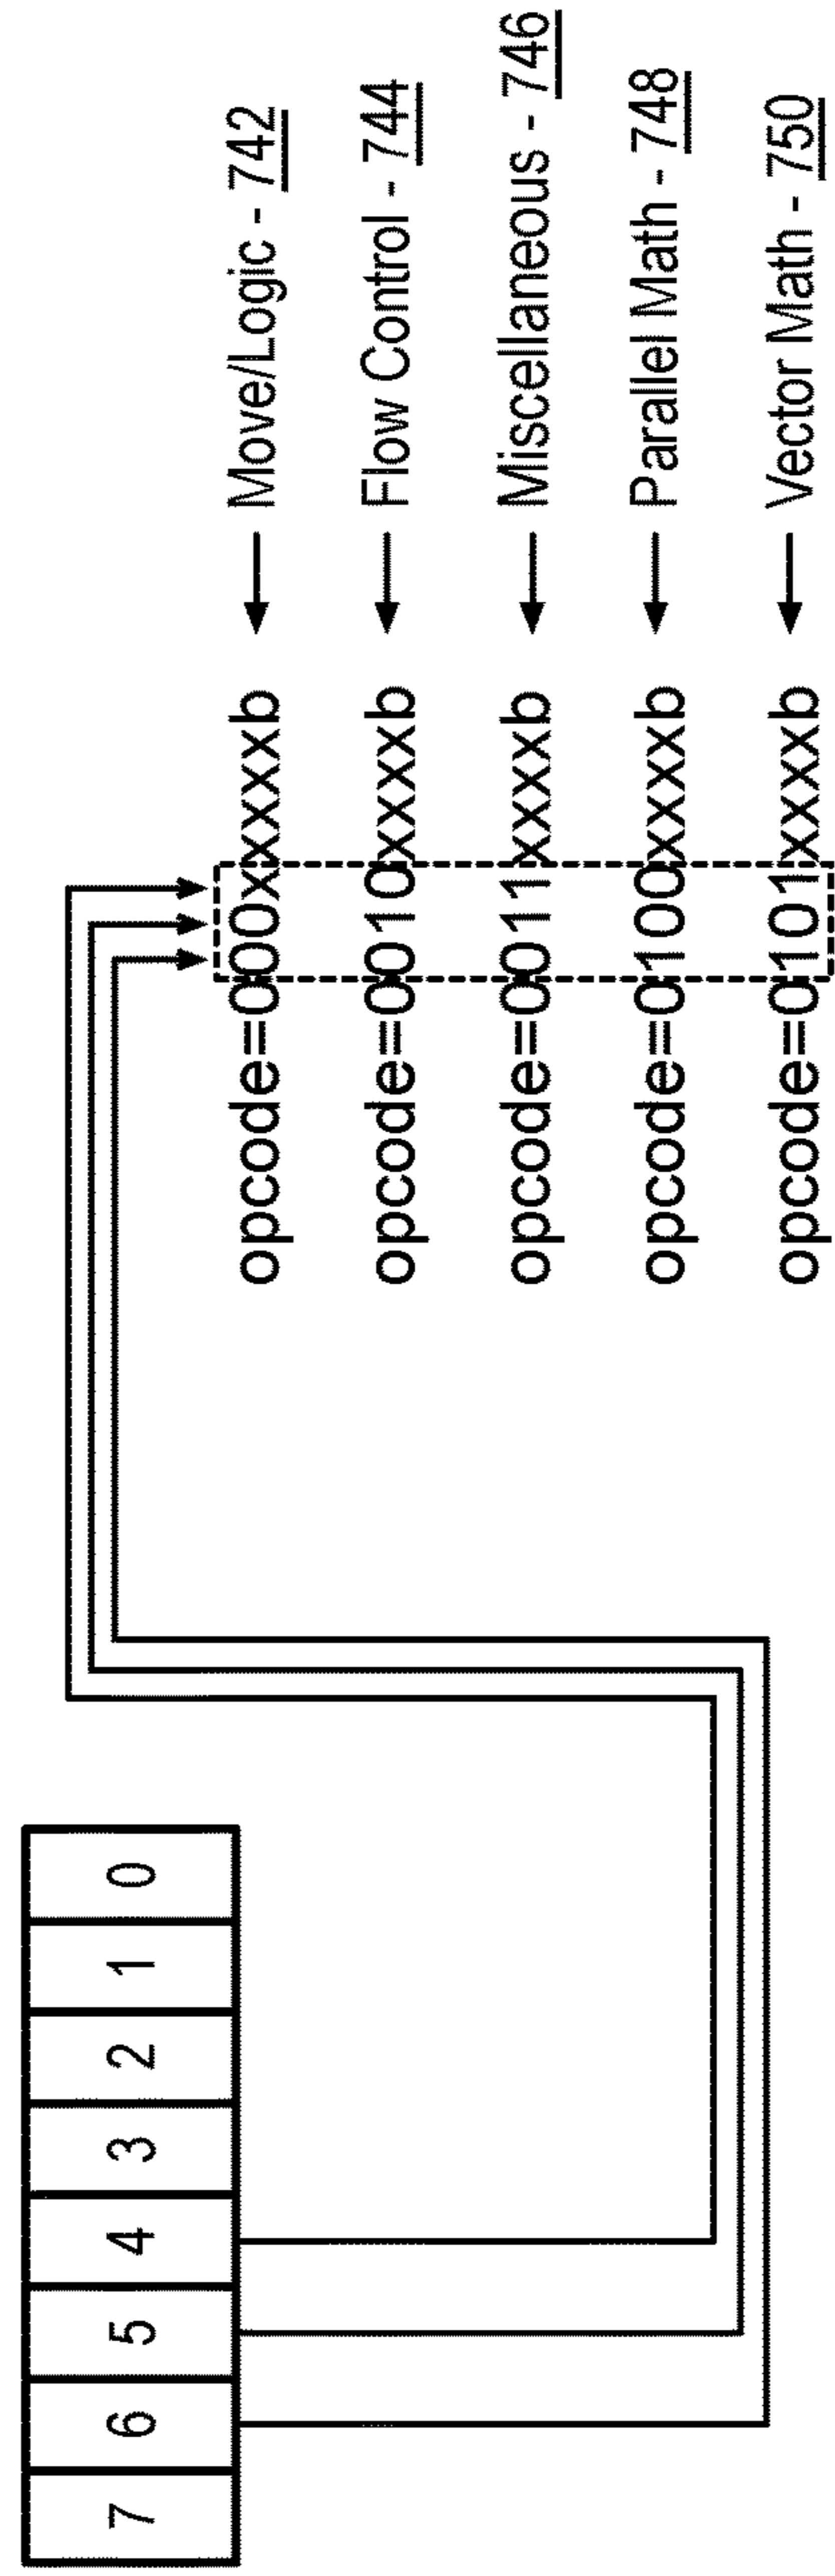 7 6 5 4 3 2 1 0
opcode=000xxxxxb Move/Logic - 742
opcode=0010xxxxb Flow Control - 744
opcode=0011xxxxb Miscellaneous - 746
opcode=0100xxxxb Parallel Math - 748
opcode=0101xxxxb Vector Math - 750